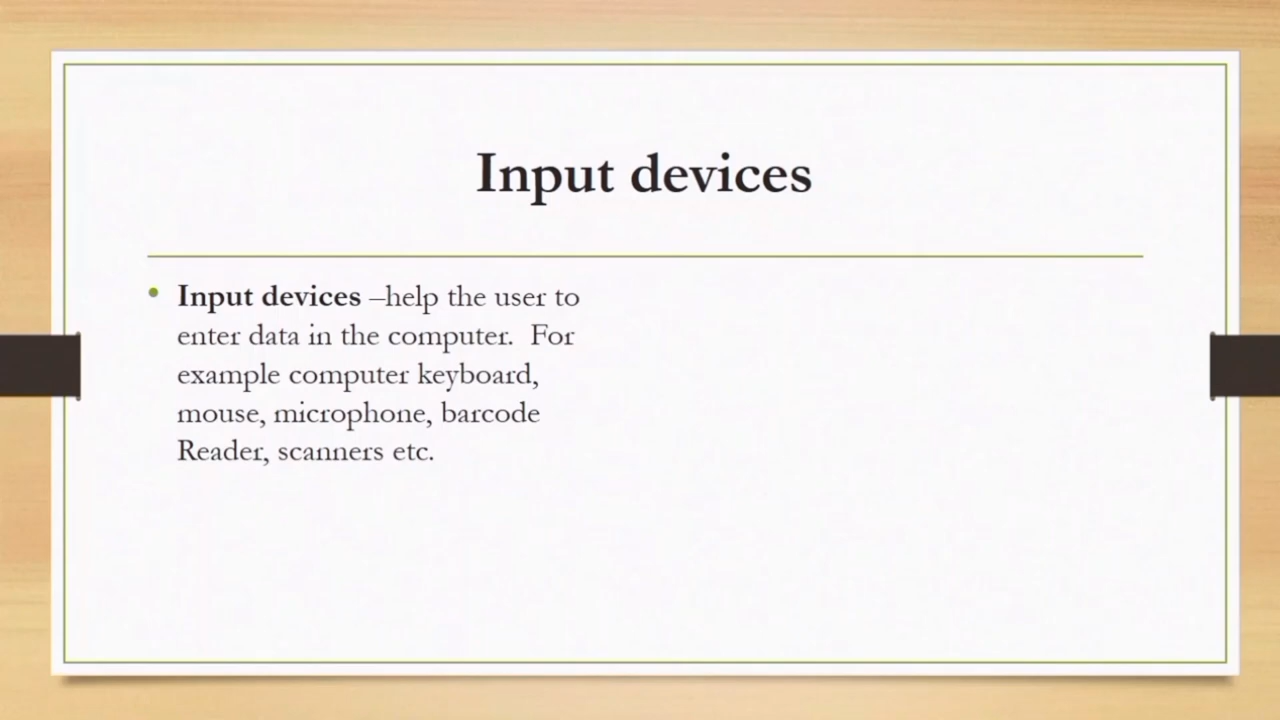 Input devices
• Input devices –help the user to
enter data in the computer.  For
example computer keyboard,
mouse, microphone, barcode
Reader, scanners etc.